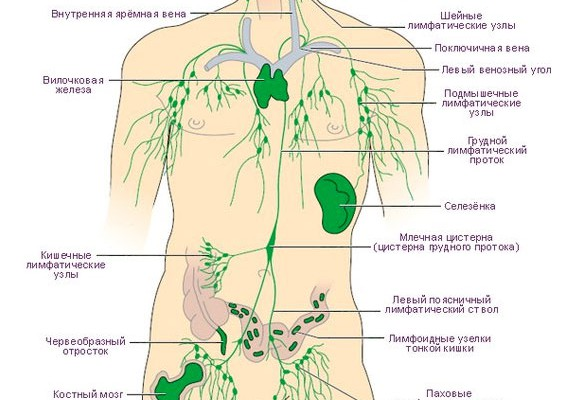 Внутренняя ярёмная вена
Шейные
лимфатические узлы
Поключичная вена
Левый венозный угол
Вилочковая
железа
Подмышечные
лимфатические
узлы
Грудной
лимфатический
проток
Селезёнка
Млечная цистерна
(цистерна грудного протока)
Кишечные
лимфатические
узлы
Левый поясничный
лимфатический ствол
Червеобразный
отросток
Лимфоидные узелки
тонкой кишки
Костный мозг
Паховые